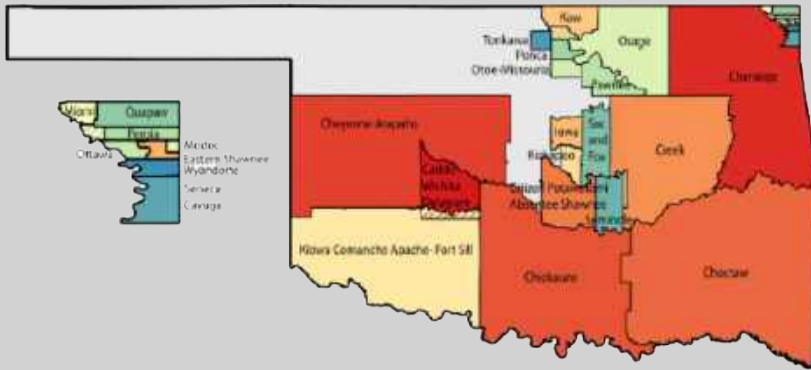 Kaw
Tonkawa
Ponca
Otoe-Missouria
Osage
Pawnee
Cherokee
Miami
Quapaw
Peoria
Ottawa
Modoc
Eastern Shawnee
Wyandotte
Seneca
Cayuga
Cheyenne-Arapaho
Iowa
Sac
and
Fox
Kickapoo
Creek
Caddo
Wichita
Delaware
Citizen Potawatomi
Absentee Shawnee
Seminole
Kiowa Comancho Apache- Fort Sill
Chickasaw
Choctaw